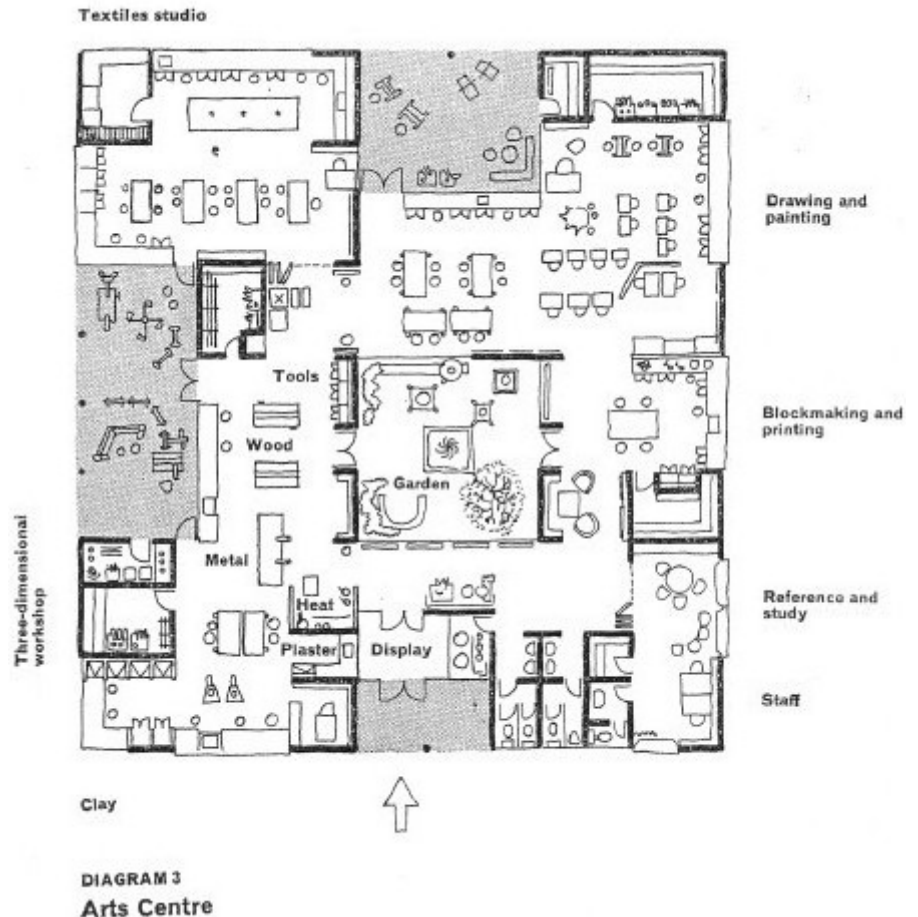 Textiles studio
Drawing and
painting
Tools
Wood
Blockmaking and
printing
Garden
Metal
Three-dimensional
workshop
Heat
Reference and
study
Plaster
Display
Staff
Clay
DIAGRAM 3
Arts Centre